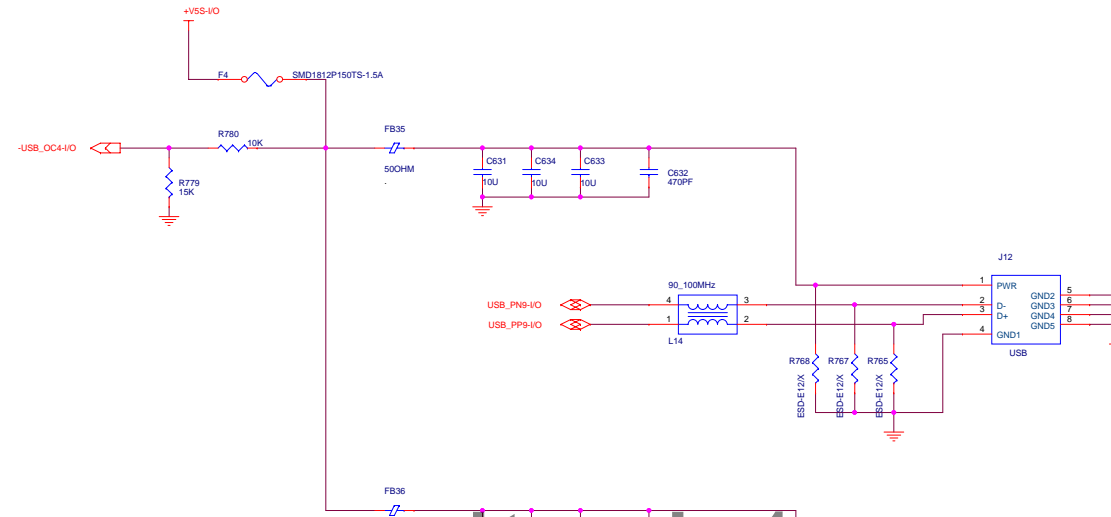 +V5S-I/O
F4
SMD1812P150TS-1.5A
-USB_OC4-I/O
R780
10K
FB35
50OHM
.
R779
15K
C631
10U
C634
10U
C633
10U
C632
470PF
J12
90_100MHz
USB_PN9-I/O
4
3
USB_PP9-I/O
1
2
L14
1
PWR
2
D-
3
D+
4
GND1
GND2
5
GND3
6
GND4
7
GND5
8
USB
R768
R767
R765
ESD-E12/X
ESD-E12/X
ESD-E12/X
FB36